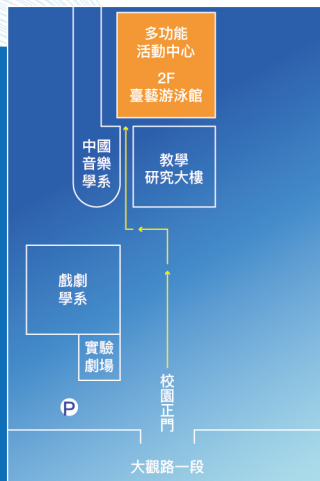 多功能
活動中心
2F
臺藝游泳館
中國
音樂
學系
教學
研究大樓
戲劇
學系
實驗
劇場
校園正門
P
大觀路一段